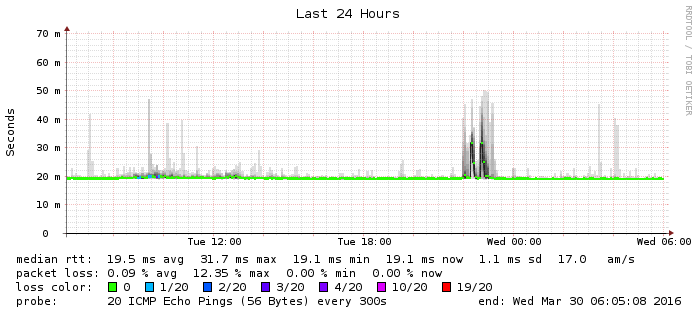 Last 24 Hours
RRDTOOL / TOBI OETIKER
Seconds
70 m
60 m
50 m
40 m
30 m
20 m
10 m
0
Tue 12:00 Tue 18:00 Wed 00:00 Wed 06:00
median rtt: 19.5 ms avg 31.7 ms max 19.1 ms min 19.1 ms now 1.1 ms sd 17.0 am/s
packet loss: 0.09 % avg 12.35 % max 0.00 % min 0.00 % now
loss color: 0 1/20 2/20 3/20 4/20 10/20 19/20
probe: 20 ICMP Echo Pings (56 Bytes) every 300s end: Wed Mar 30 06:05:08 2016